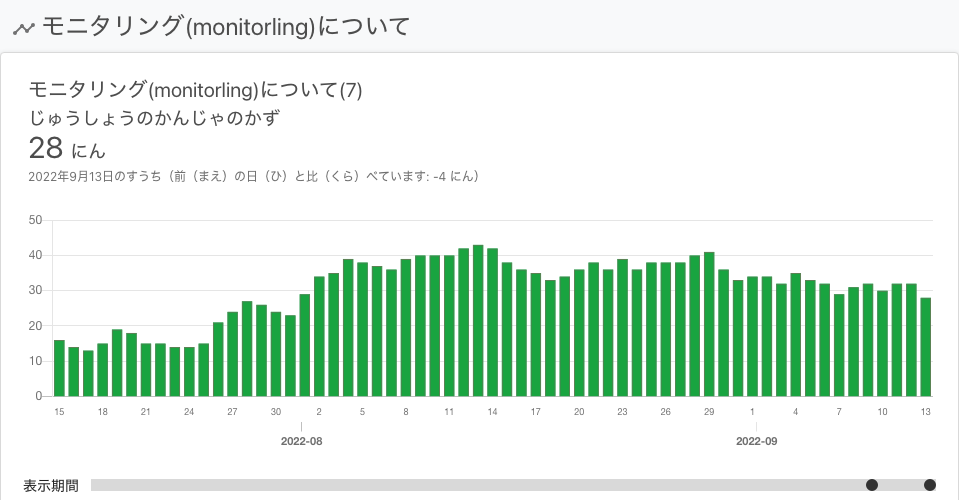 モニタリング(monitorling)について
モニタリング(monitorling)について(7)
じゅうしょうのかんじゃのかず
28 にん
2022年9月13日のすうち（前（まえ）の日（ひ）と比（くら）べています: -4 にん）
50
40
30
20
10
0
15 18 21 24 27 30 2 5 8 11 14 17 20 23 26 29 1 4 7 10 13
2022-08 2022-09
表示期間